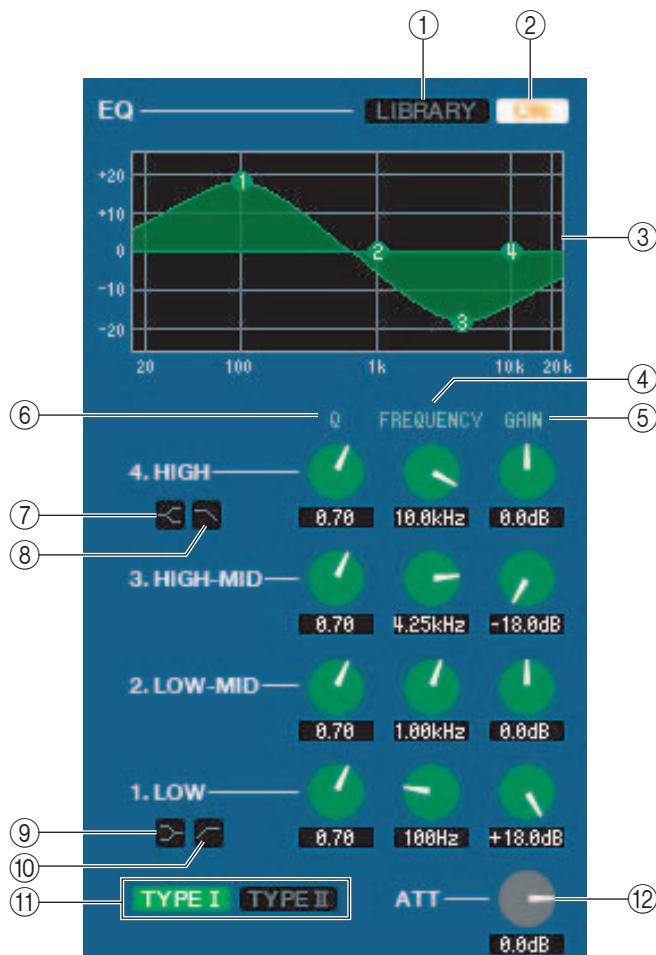 ① ②
EQ LIBRARY ON
+20
+10
0
-10
-20
1 2 4 3
③
20 100 1k 10k 20k
④
⑥ Q FREQUENCY GAIN ⑤
4. HIGH
0.70 10.0kHz 0.0dB
⑦
⑧
3. HIGH-MID
0.70 4.25kHz -18.0dB
2. LOW-MID
0.70 1.00kHz 0.0dB
1. LOW
0.70 100Hz +18.0dB
⑨
⑩
⑪ TYPE I TYPE II ATT ⑫
0.0dB